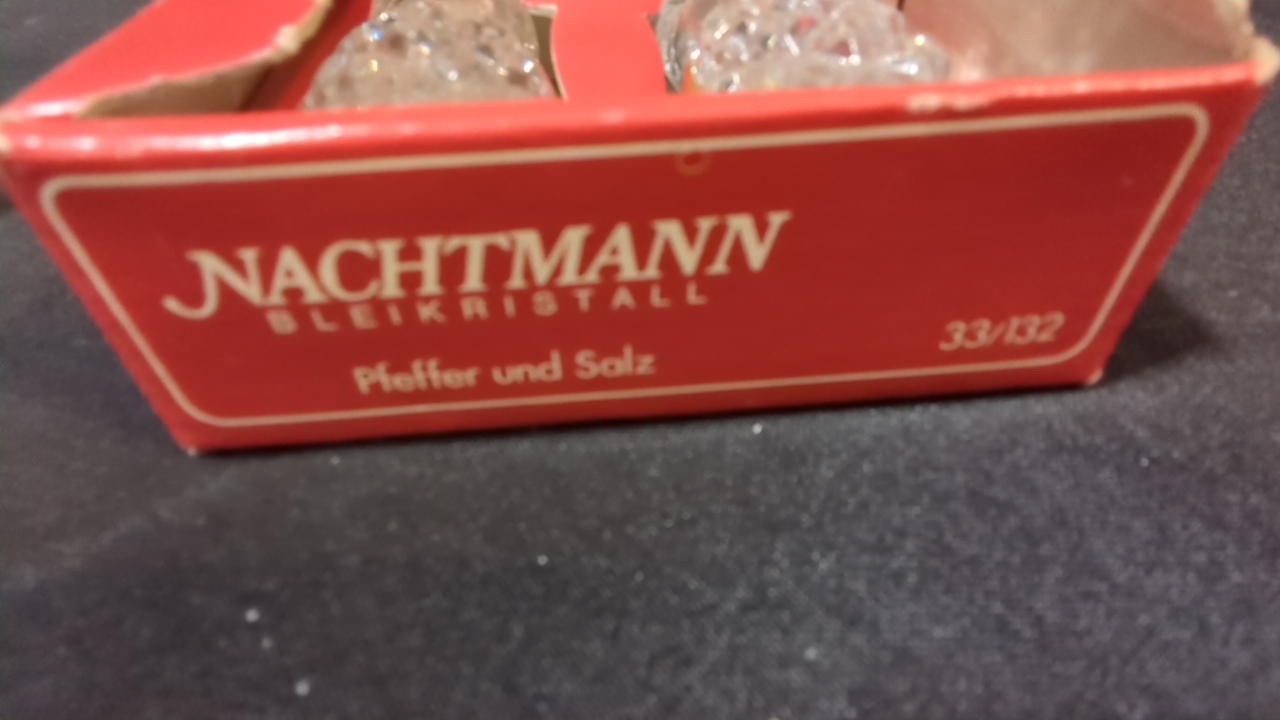 NACHTMANN
BLEIKRISTALL
Pfeffer und Salz
33/132